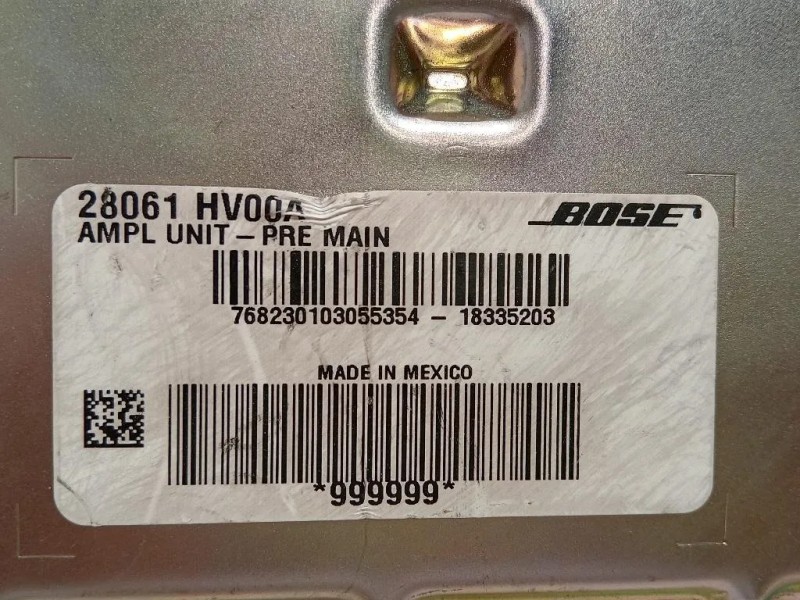 28061 HV00A
BOSE
AMPL UNIT – PRE MAIN
768230103055354 – 18335203
MADE IN MEXICO
*999999*